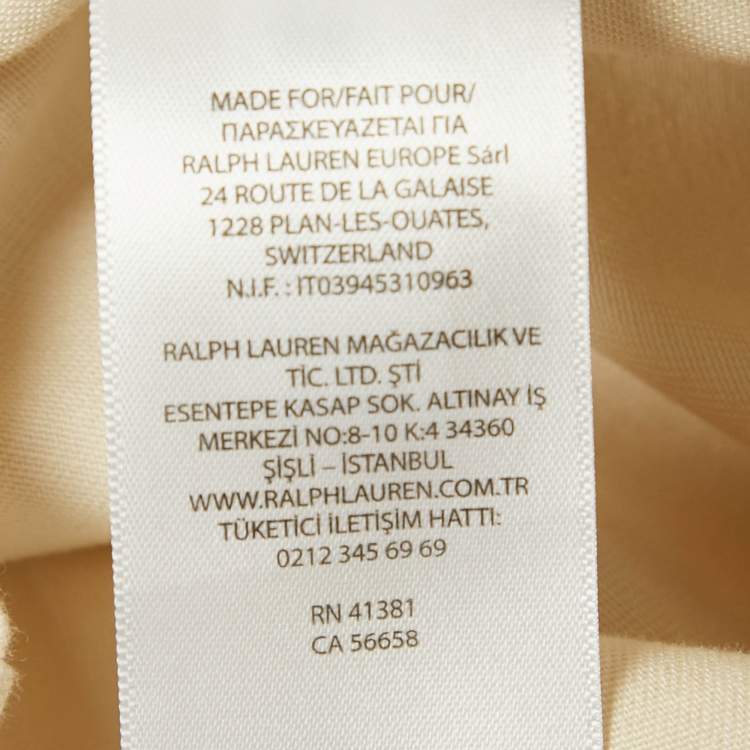 MADE FOR/FAIT POUR/
ΠΑΡΑΣΚΕΥΑΖΕΤΑΙ ΓΙΑ
RALPH LAUREN EUROPE Sárl
24 ROUTE DE LA GALAISE
1228 PLAN-LES-OUATES,
SWITZERLAND
N.I.F. : IT03945310963
RALPH LAUREN MAĞAZACILIK VE
TİC. LTD. ŞTİ
ESENTEPE KASAP SOK. ALTINAY İŞ
MERKEZİ NO:8-10 K:4 34360
ŞİŞLİ – İSTANBUL
WWW.RALPHLAUREN.COM.TR
TÜKETİCİ İLETİŞİM HATTI:
0212 345 69 69
RN 41381
CA 56658